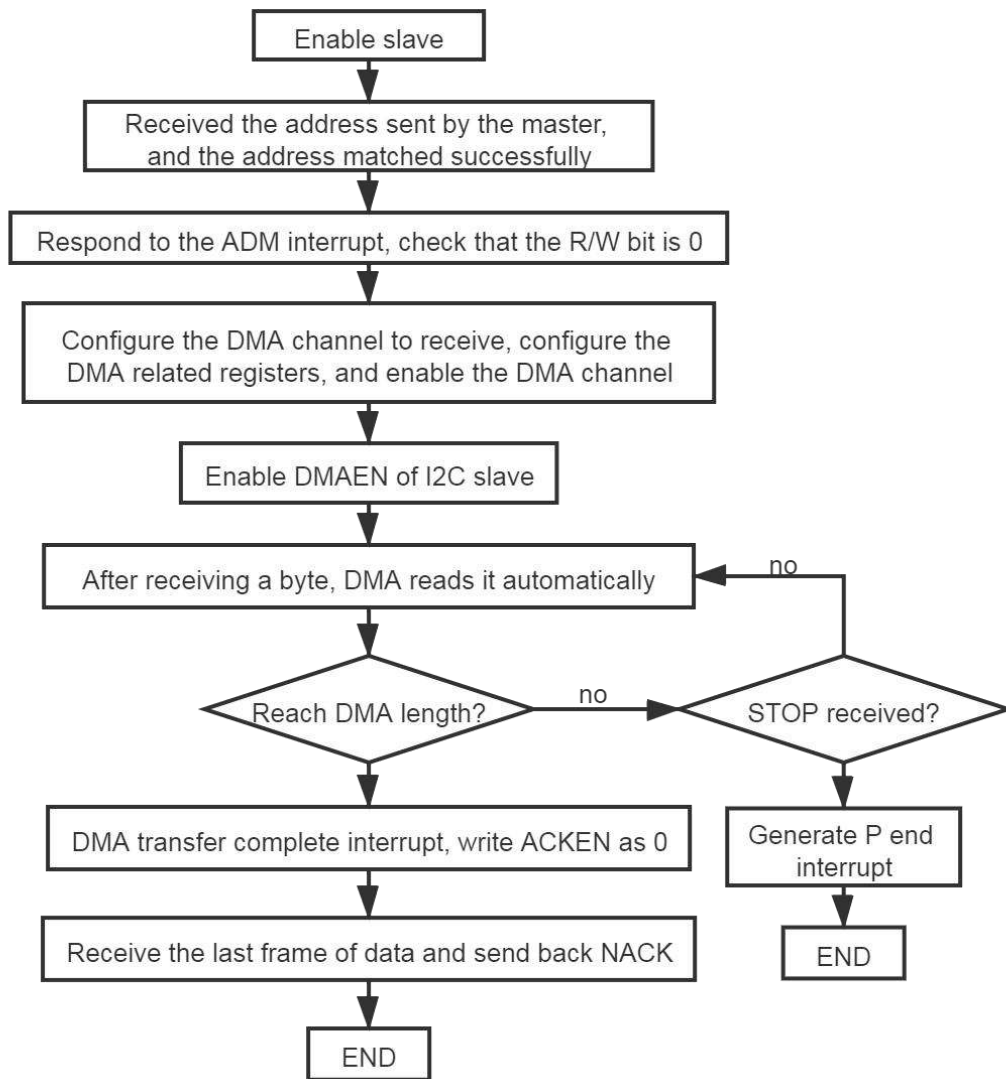 Enable slave
Received the address sent by the master,
and the address matched successfully
Respond to the ADM interrupt, check that the R/W bit is 0
Configure the DMA channel to receive, configure the
DMA related registers, and enable the DMA channel
Enable DMAEN of I2C slave
After receiving a byte, DMA reads it automatically
no
Reach DMA length?
no
STOP received?
DMA transfer complete interrupt, write ACKEN as 0
Generate P end
interrupt
Receive the last frame of data and send back NACK
END
END